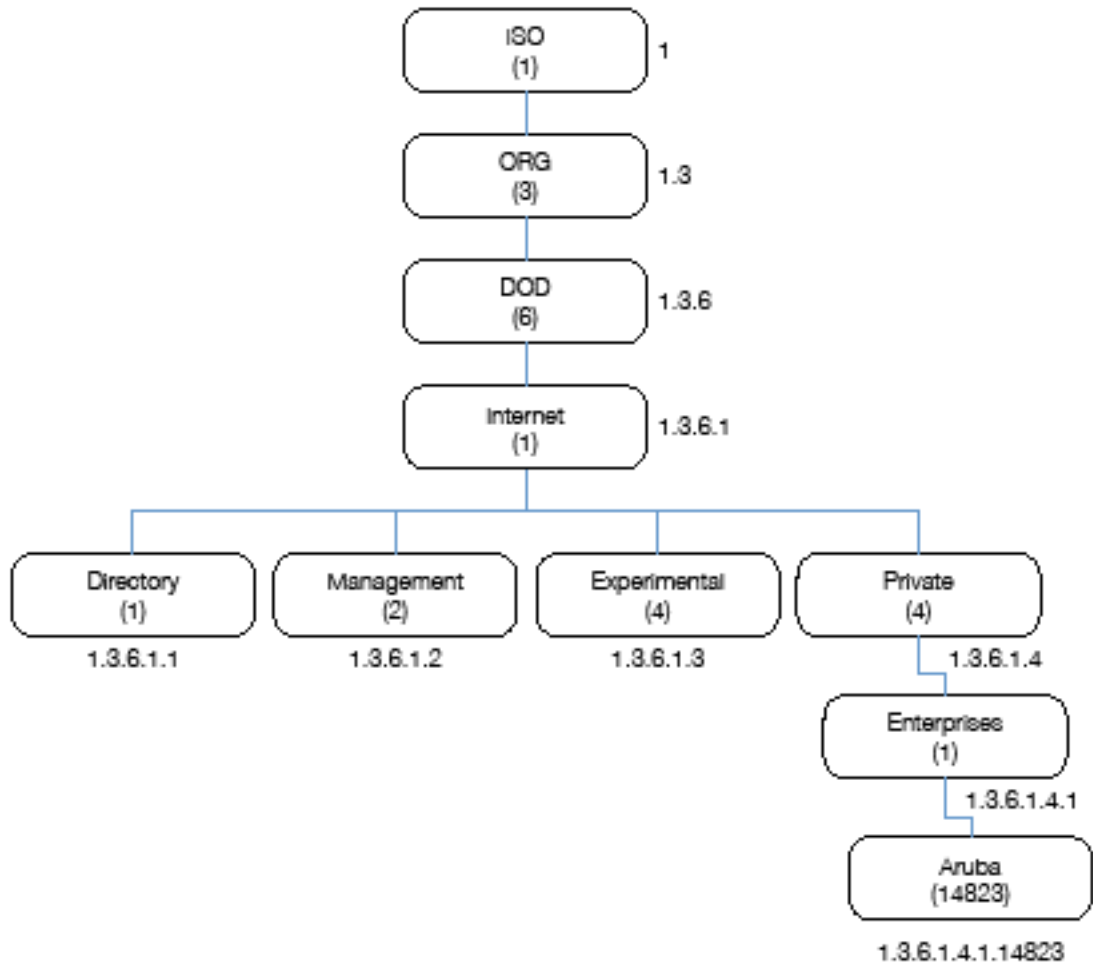 ISO
(1)
1
ORG
(3)
1.3
DOD
(6)
1.3.6
Internet
(1)
1.3.6.1
Directory
(1)
1.3.6.1.1
Management
(2)
1.3.6.1.2
Experimental
(4)
1.3.6.1.3
Private
(4)
1.3.6.1.4
Enterprises
(1)
1.3.6.1.4.1
Aruba
(14823)
1.3.6.1.4.1.14823